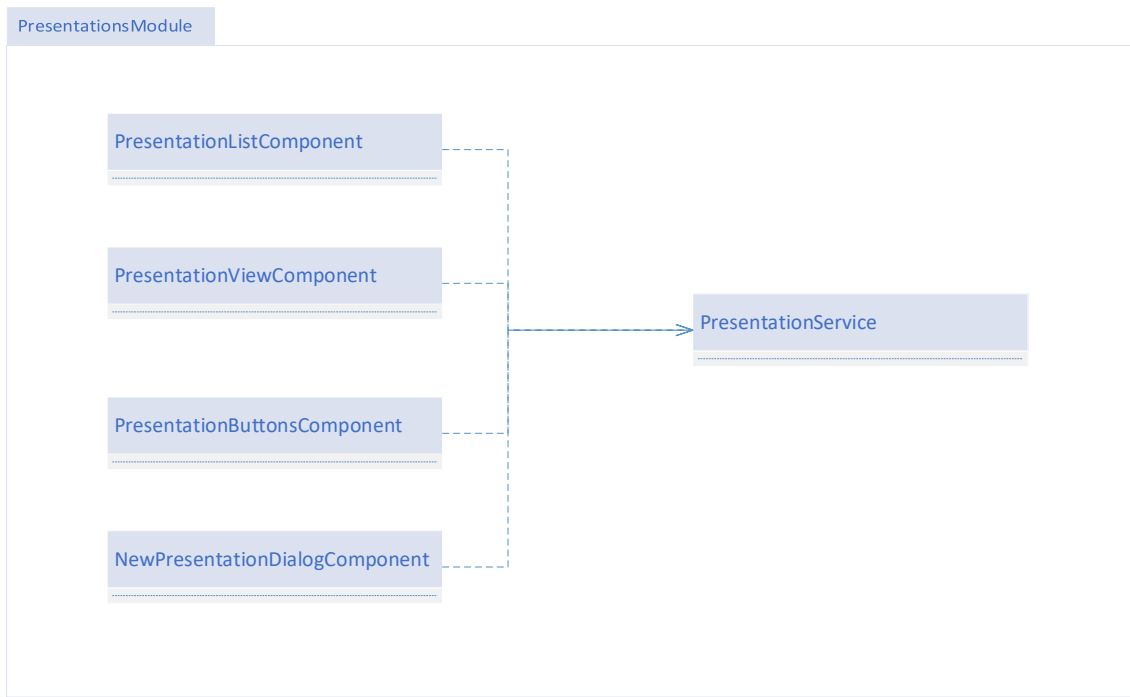 PresentationsModule
PresentationListComponent
PresentationViewComponent
PresentationService
PresentationButtonsComponent
NewPresentationDialogComponent